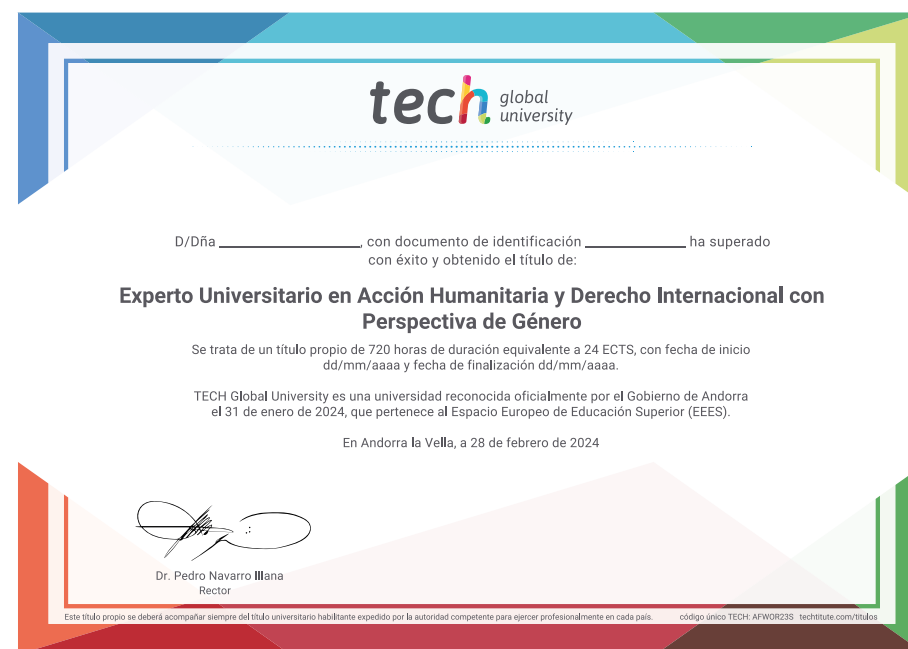 tech global
university
D/Dña ____________________, con documento de identificación ______________ ha superado
con éxito y obtenido el título de:
Experto Universitario en Acción Humanitaria y Derecho Internacional con
Perspectiva de Género
Se trata de un título propio de 720 horas de duración equivalente a 24 ECTS, con fecha de inicio
dd/mm/aaaa y fecha de finalización dd/mm/aaaa.
TECH Global University es una universidad reconocida oficialmente por el Gobierno de Andorra
el 31 de enero de 2024, que pertenece al Espacio Europeo de Educación Superior (EEES).
En Andorra la Vella, a 28 de febrero de 2024
Dr. Pedro Navarro Illana
Rector
Este título propio se deberá acompañar siempre del título universitario habilitante expedido por la autoridad competente para ejercer profesionalmente en cada país. código único TECH: AFWOR23S techtitute.com/titulos